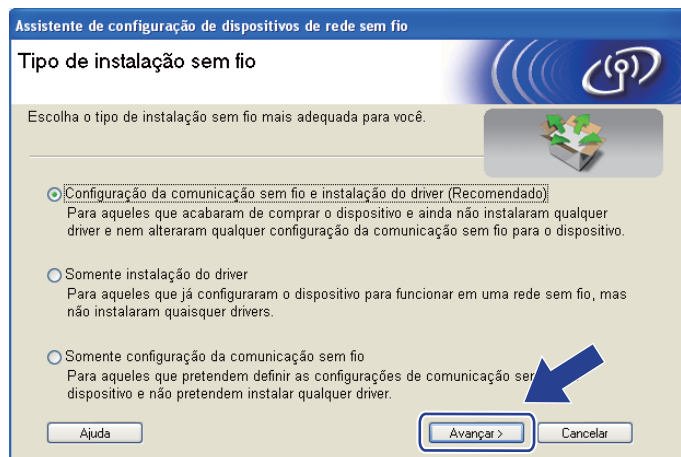 Assistente de configuração de dispositivos de rede sem fio
Tipo de instalação sem fio
Escolha o tipo de instalação sem fio mais adequada para você.
Configuração da comunicação sem fio e instalação do driver (Recomendado)
Para aqueles que acabaram de comprar o dispositivo e ainda não instalaram qualquer
driver e nem alteraram qualquer configuração da comunicação sem fio para o dispositivo.
Somente instalação do driver
Para aqueles que já configuraram o dispositivo para funcionar em uma rede sem fio, mas
não instalaram quaisquer drivers.
Somente configuração da comunicação sem fio
Para aqueles que pretendem definir as configurações de comunicação
dispositivo e não pretendem instalar qualquer driver.
Ajuda
Avançar >
Cancelar